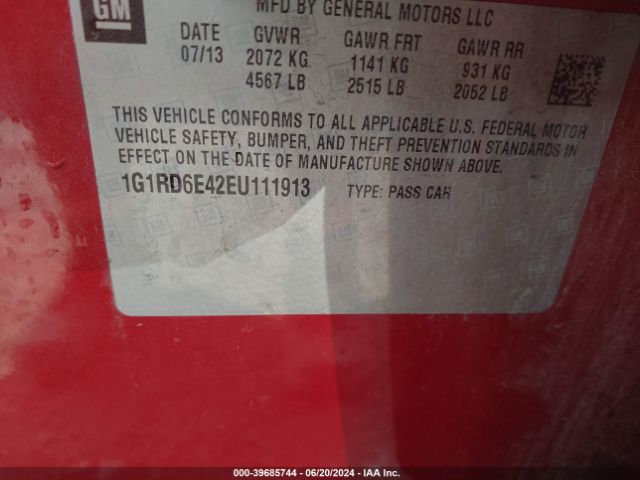 GM
MFD BY GENERAL MOTORS LLC
DATE GVWR GAWR FRT GAWR RR
07/13 2072 KG 1141 KG 931 KG
4567 LB 2515 LB 2052 LB
THIS VEHICLE CONFORMS TO ALL APPLICABLE U.S. FEDERAL MOTOR
VEHICLE SAFETY, BUMPER, AND THEFT PREVENTION STANDARDS IN
EFFECT ON THE DATE OF MANUFACTURE SHOWN ABOVE.
1G1RD6E42EU111913 TYPE: PASS CAR
000-39685744 - 06/20/2024 - IAA Inc.